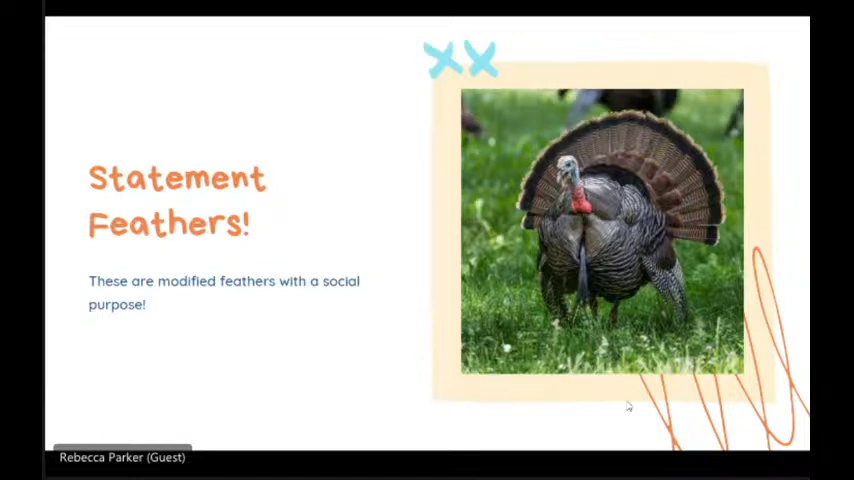 Statement
Feathers!
These are modified feathers with a social
purpose!
Rebecca Parker (Guest)